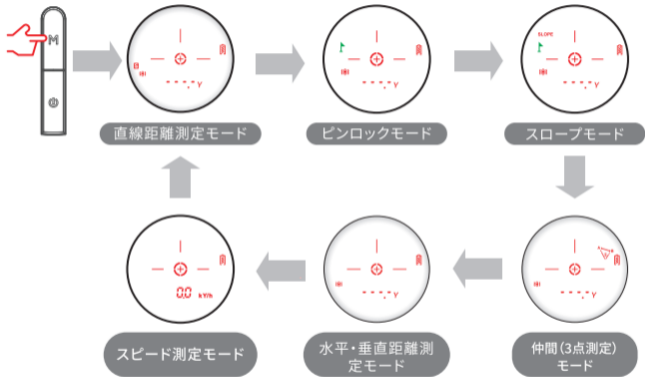 M
Y
直線距離測定モード
Y
ピンロックモード
SLOPE
Y
スロープモード
0.0
スピード測定モード
Y
水平・垂直距離測
定モード
Y
仲間(3点測定)
モード